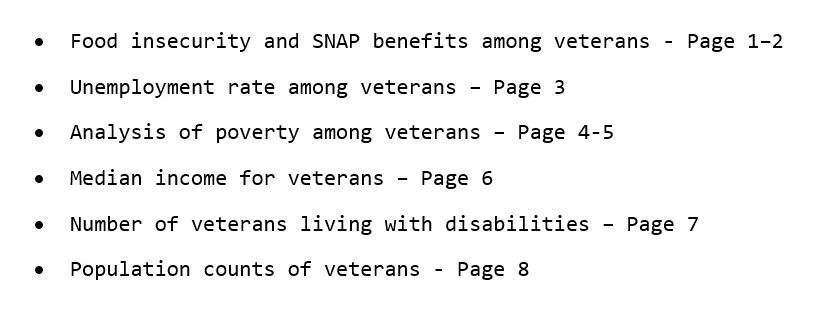 • Food insecurity and SNAP benefits among veterans - Page 1–2
• Unemployment rate among veterans – Page 3
• Analysis of poverty among veterans – Page 4-5
• Median income for veterans – Page 6
• Number of veterans living with disabilities – Page 7
• Population counts of veterans - Page 8